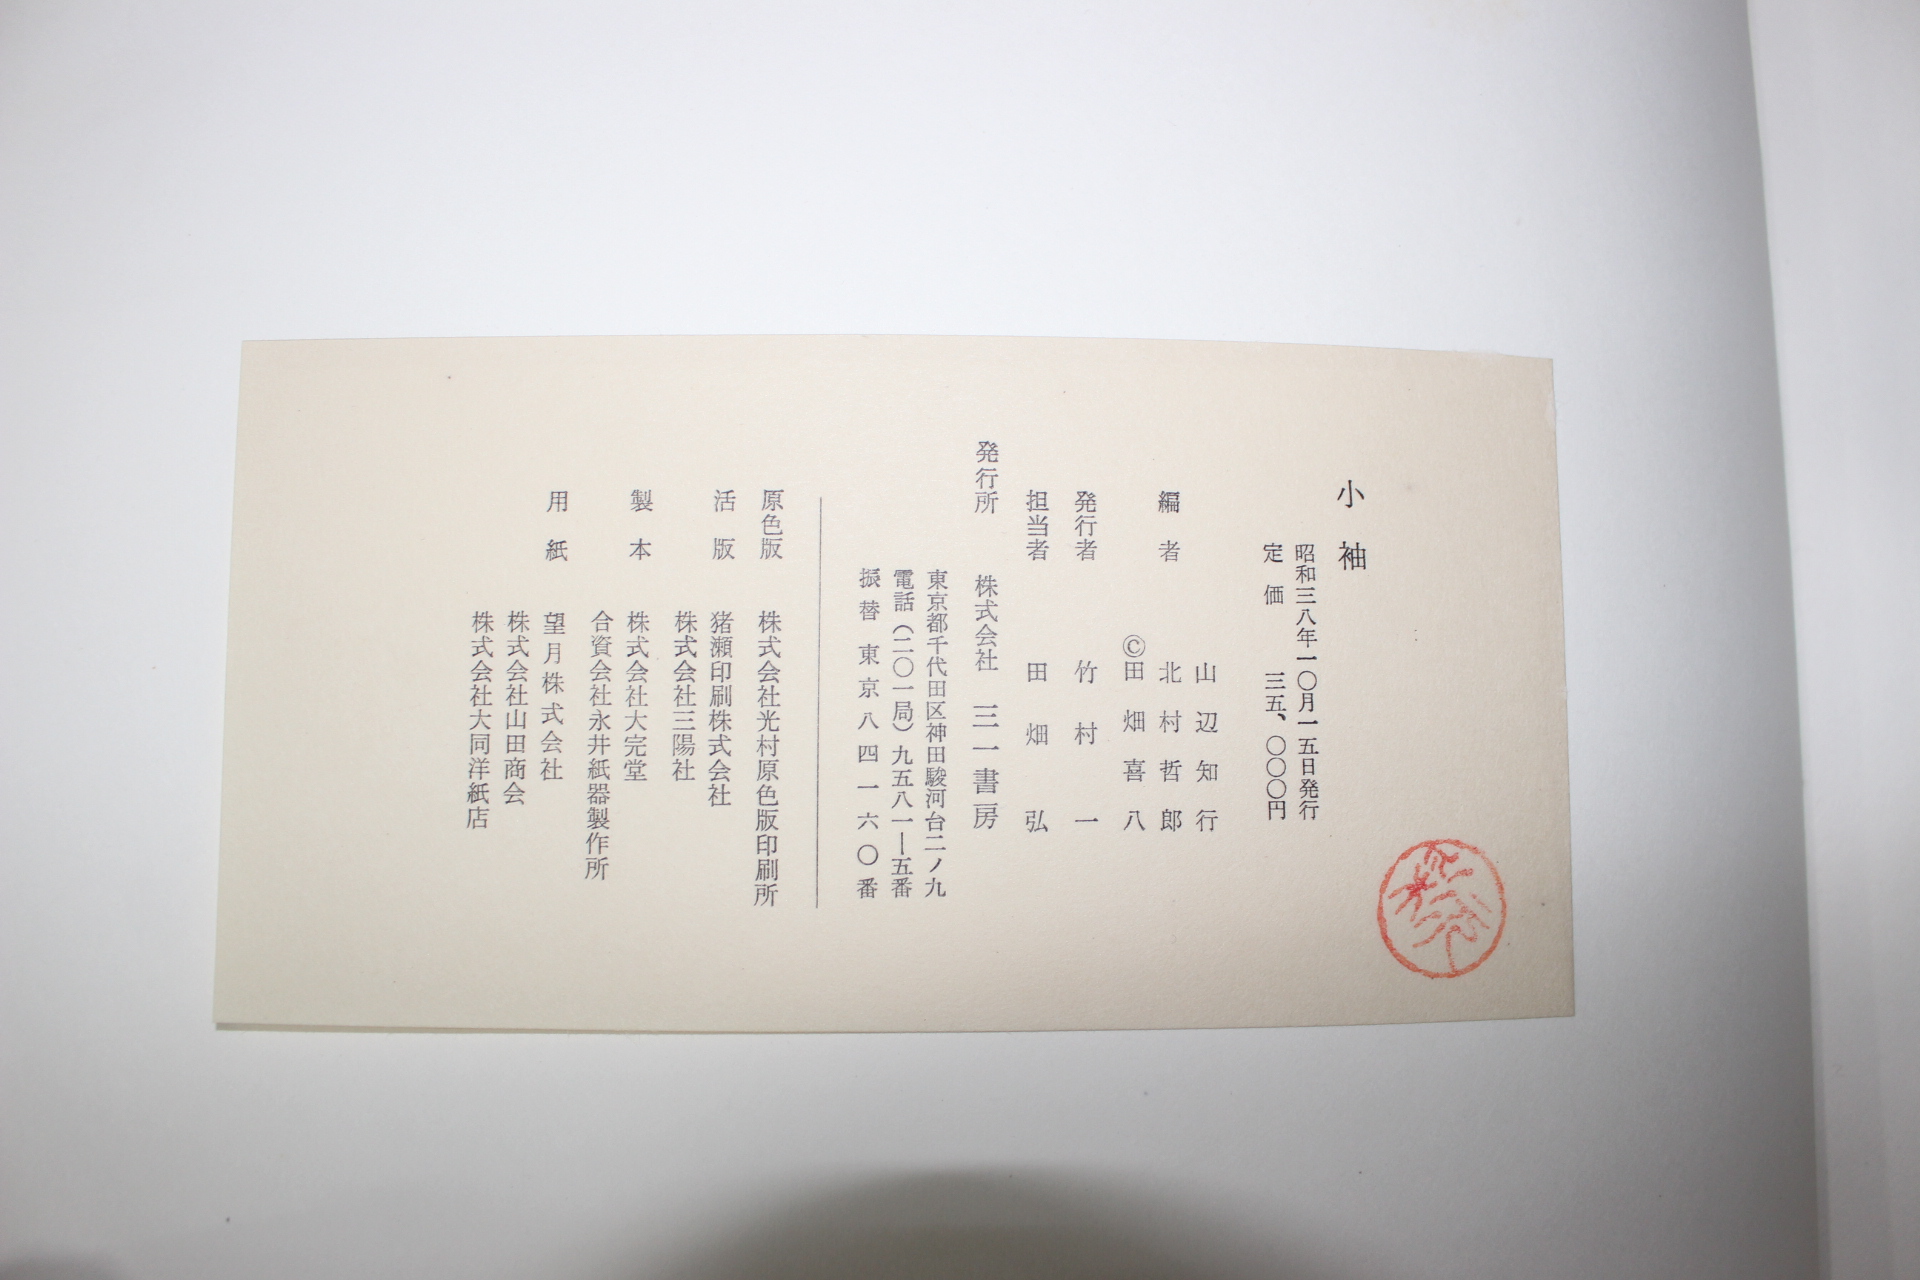 小袖
昭和三八年一〇月一五日発行
定価 三五、〇〇〇円
山辺知行
編者 北村哲郎
©田畑喜八
発行者 竹村一
担当者 田畑弘
発行所 株式会社 三一書房
東京都千代田区神田駿河台二ノ九
電話(二〇一局)九五八一―五番
振替東京八四一六〇番
原色版 株式会社光村原色版印刷所
活版 猪瀬印刷株式会社
株式会社三陽社
製本 株式会社大完堂
合資会社永井紙器製作所
用紙 望月株式会社
株式会社山田商会
株式会社大同洋紙店